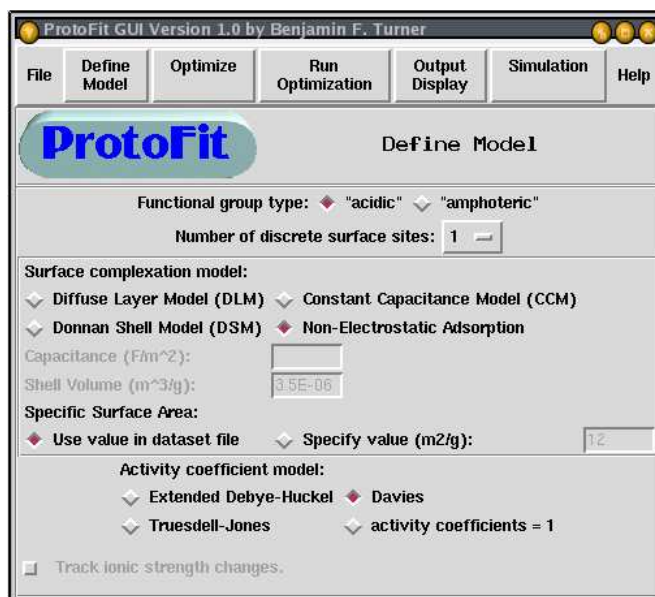 ProtoFit GUI Version 1.0 by Benjamin F. Turner
File Define Model Optimize Run Optimization Output Display Simulation Help
ProtoFit Define Model
Functional group type: "acidic" "amphoteric"
Number of discrete surface sites: 1
Surface complexation model:
Diffuse Layer Model (DLM) Constant Capacitance Model (CCM)
Donnan Shell Model (DSM) Non-Electrostatic Adsorption
Capacitance (F/m^2):
Shell Volume (m^3/g): 3.5E-06
Specific Surface Area:
Use value in dataset file Specify value (m2/g): 12
Activity coefficient model:
Extended Debye-Huckel Davies
Truesdell-Jones activity coefficients = 1
Track ionic strength changes.